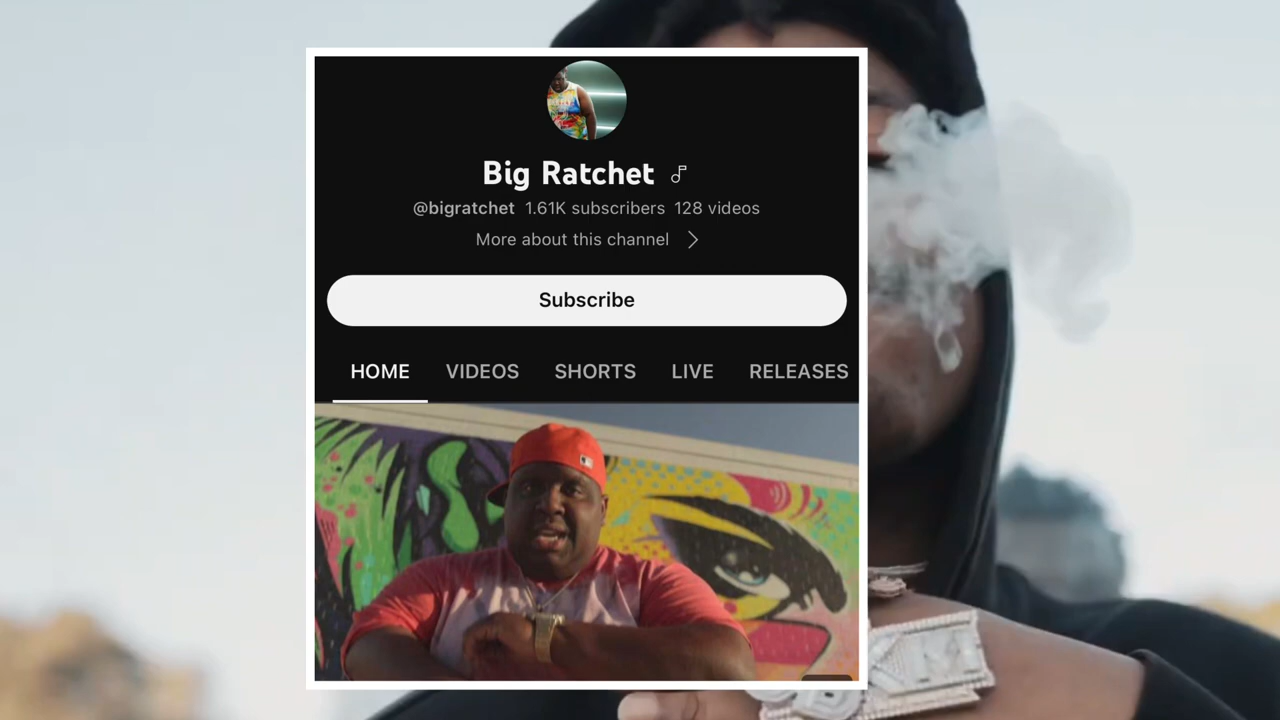 Big Ratchet
@bigratchet 1.61K subscribers 128 videos
More about this channel
Subscribe
HOME VIDEOS SHORTS LIVE RELEASES